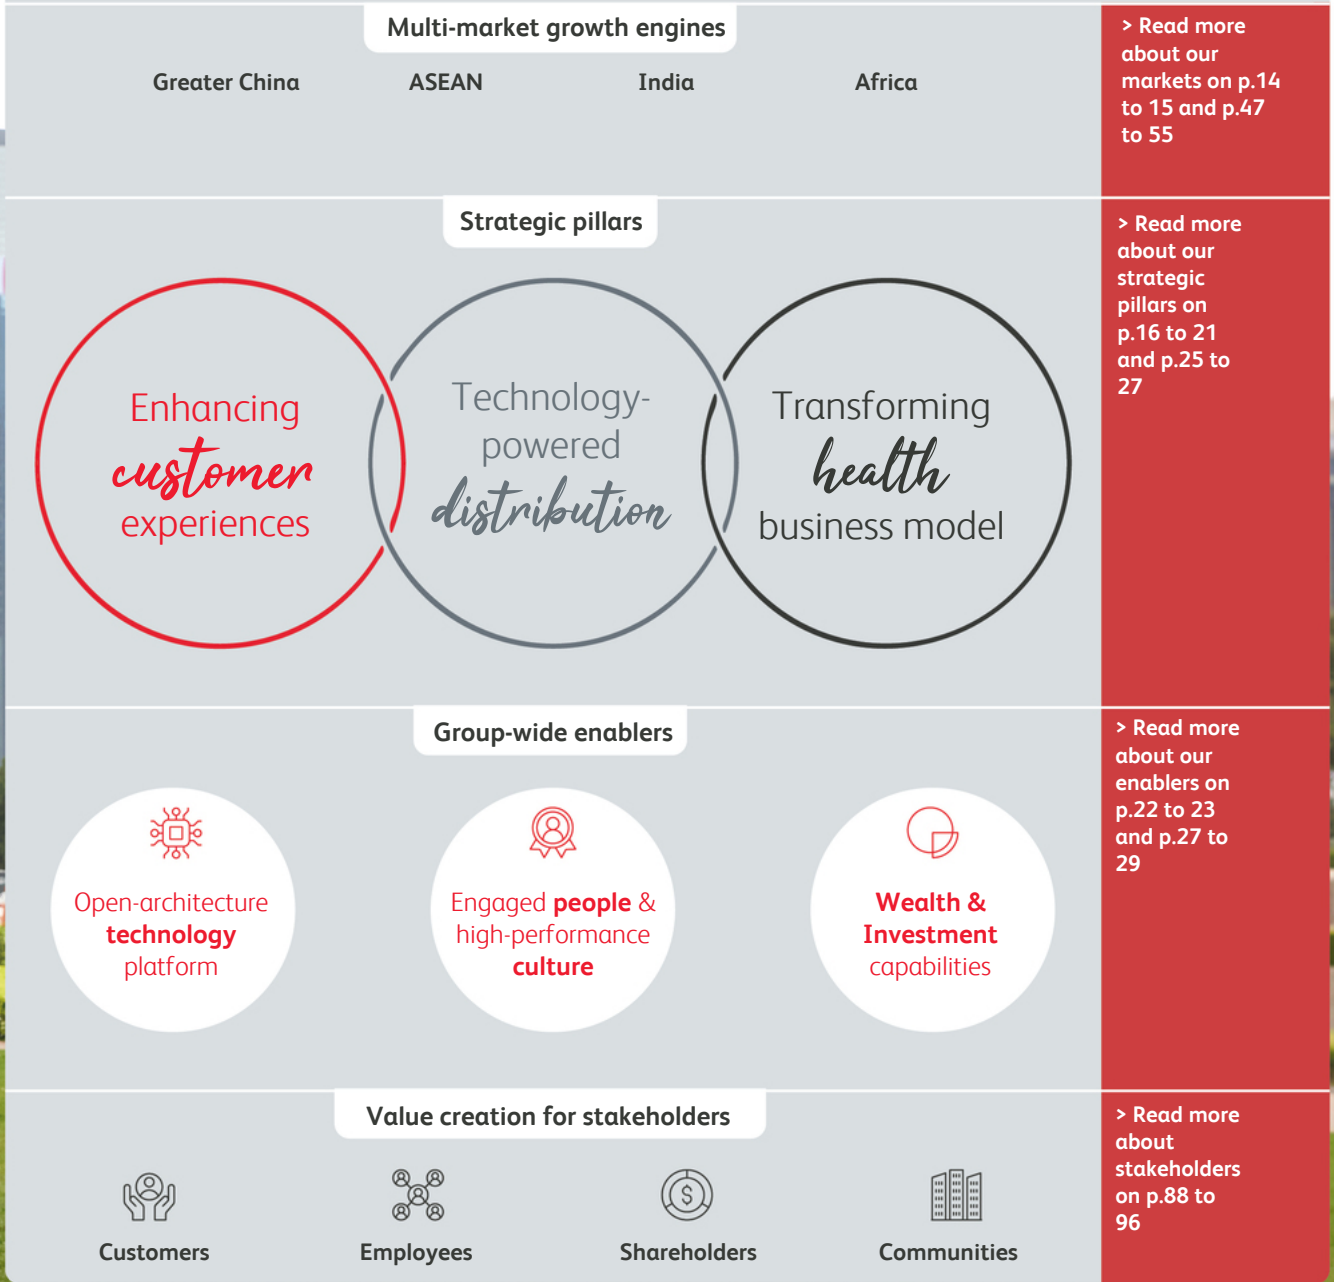 Multi-market growth engines
Greater China
ASEAN
India
Africa
> Read more
about our
markets on p.14
to 15 and p.47
to 55
Strategic pillars
Enhancing
customer
experiences
Technology-
powered
distribution
Transforming
health
business model
> Read more
about our
strategic
pillars on
p.16 to 21
and p.25 to
27
Group-wide enablers
Open-architecture
technology
platform
Engaged people &
high-performance
culture
Wealth &
Investment
capabilities
> Read more
about our
enablers on
p.22 to 23
and p.27 to
29
Value creation for stakeholders
$
Customers
Employees
Shareholders
Communities
> Read more
about
stakeholders
on p.88 to
96